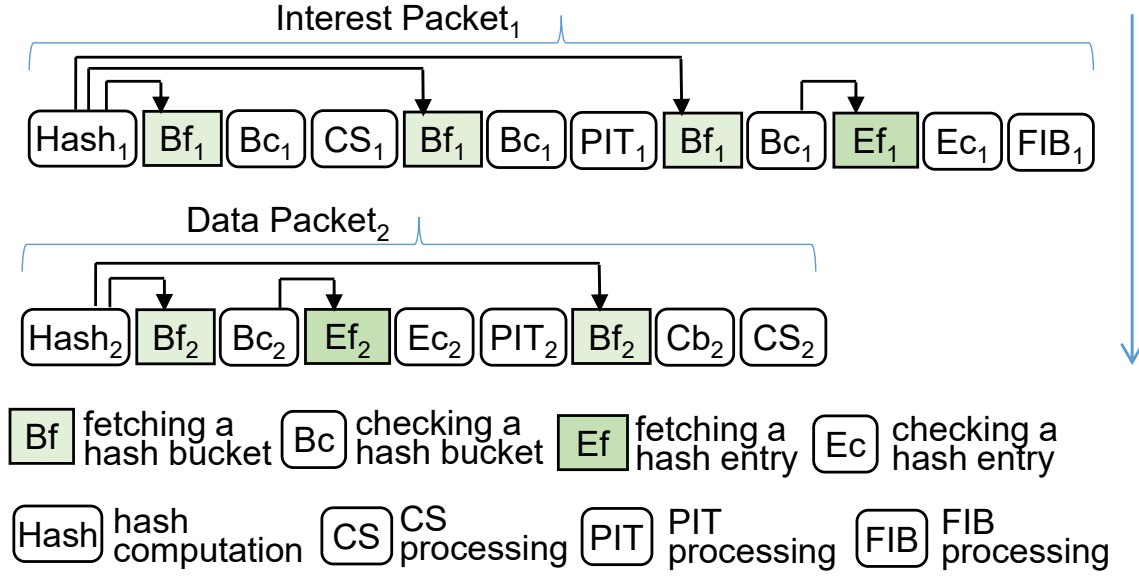 Interest Packet₁
Hash₁ Bf₁ Bc₁ CS₁ Bf₁ Bc₁ PIT₁ Bf₁ Bc₁ Ef₁ Ec₁ FIB₁
Data Packet₂
Hash₂ Bf₂ Bc₂ Ef₂ Ec₂ PIT₂ Bf₂ Cb₂ CS₂
Bf fetching a hash bucket
Bc checking a hash bucket
Ef fetching a hash entry
Ec checking a hash entry
Hash hash computation
CS CS processing
PIT PIT processing
FIB FIB processing